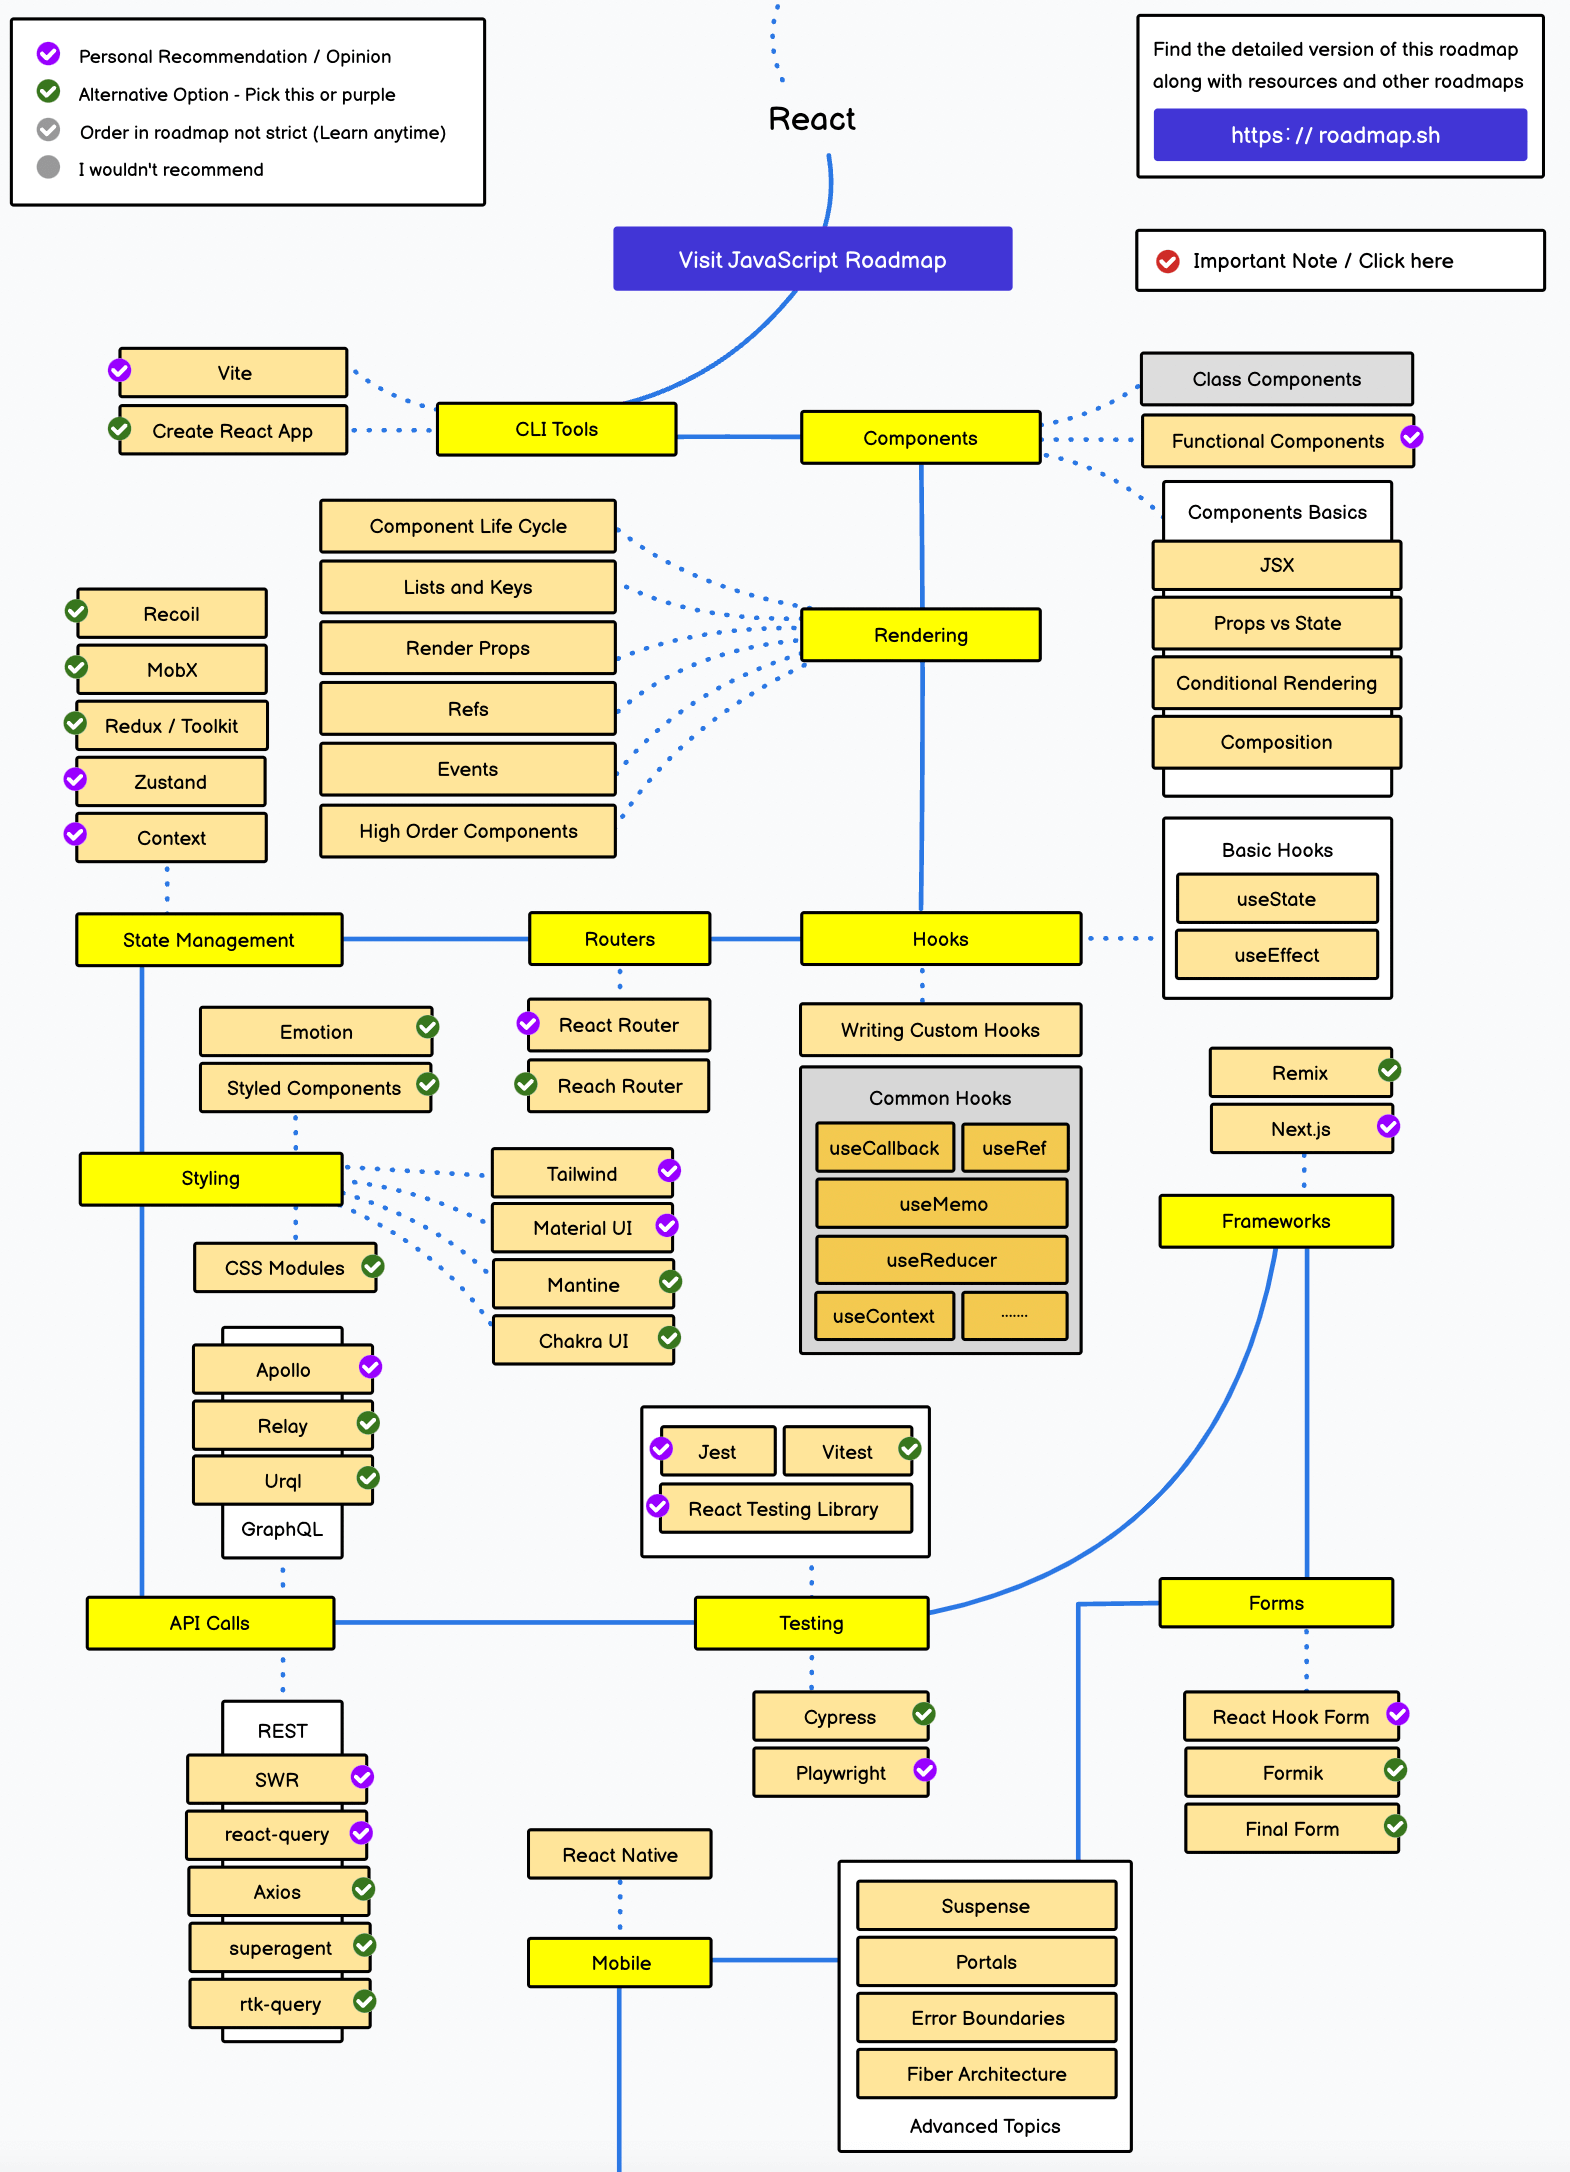 Personal Recommendation / Opinion
Alternative Option - Pick this or purple
Order in roadmap not strict (Learn anytime)
I wouldn't recommend
React
Find the detailed version of this roadmap
along with resources and other roadmaps
https: // roadmap.sh
Visit JavaScript Roadmap
Important Note / Click here
Vite
Create React App
CLI Tools
Components
Class Components
Functional Components
Components Basics
JSX
Props vs State
Conditional Rendering
Composition
Component Life Cycle
Lists and Keys
Render Props
Refs
Events
High Order Components
Rendering
Recoil
MobX
Redux / Toolkit
Zustand
Context
State Management
Routers
Hooks
Basic Hooks
useState
useEffect
React Router
Reach Router
Writing Custom Hooks
Common Hooks
useCallback
useRef
useMemo
useReducer
useContext
.......
Emotion
Styled Components
Styling
CSS Modules
Tailwind
Material UI
Mantine
Chakra UI
Remix
Next.js
Frameworks
Apollo
Relay
Urql
GraphQL
API Calls
Jest
Vitest
React Testing Library
Testing
Cypress
Playwright
Forms
React Hook Form
Formik
Final Form
REST
SWR
react-query
Axios
superagent
rtk-query
React Native
Mobile
Suspense
Portals
Error Boundaries
Fiber Architecture
Advanced Topics